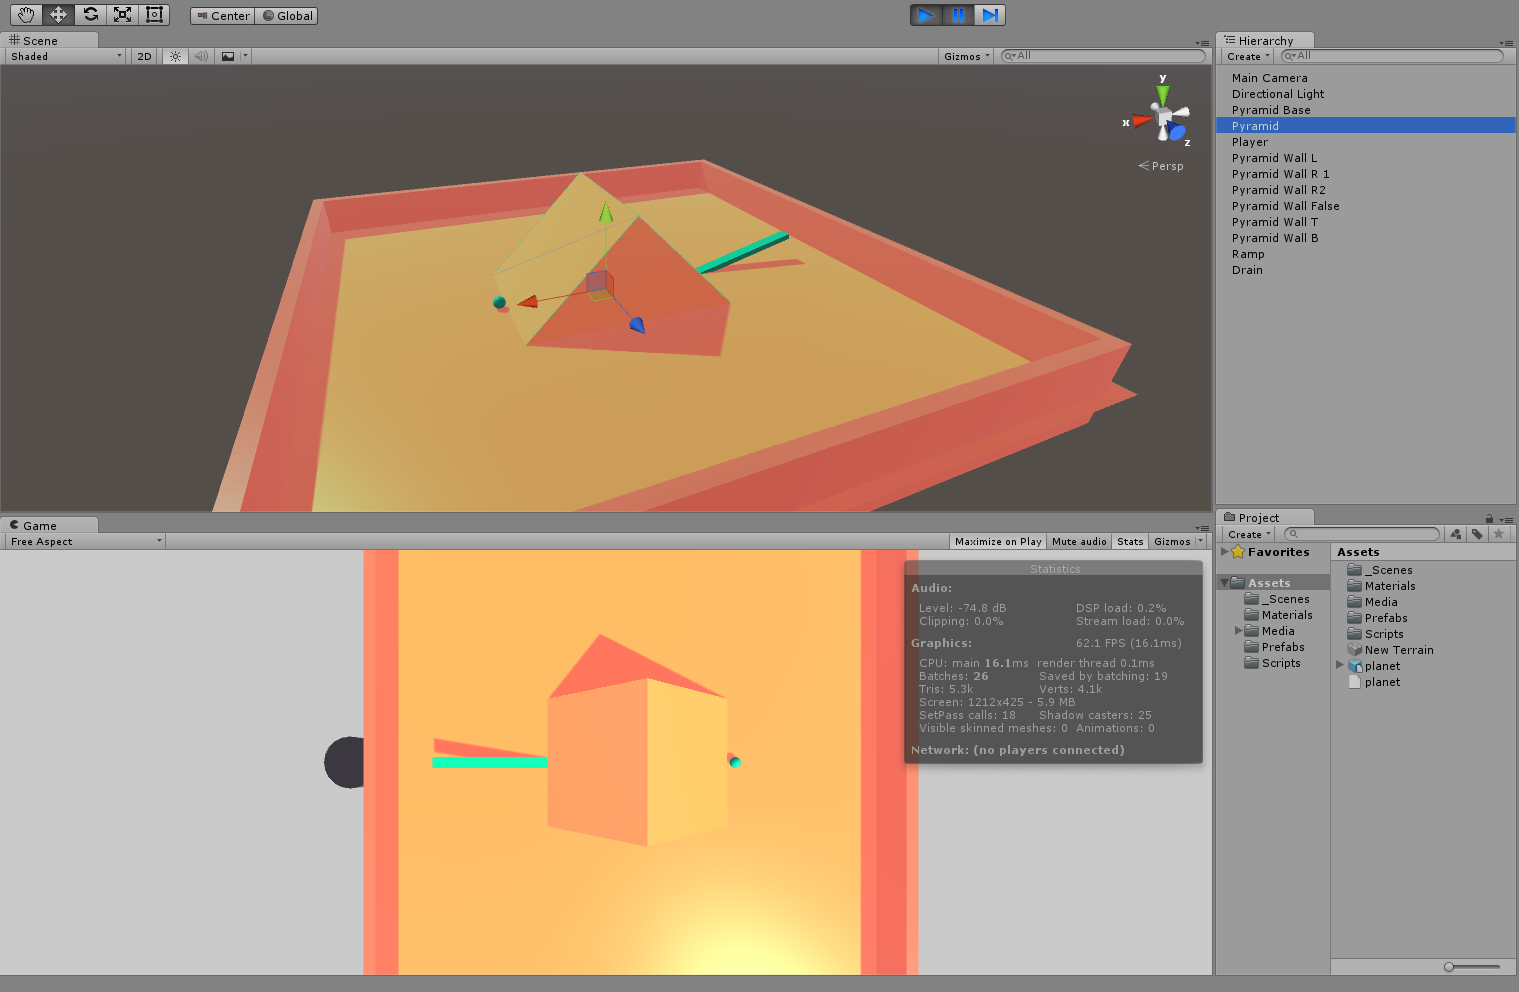 Center Global
Scene
Shaded 2D Gizmos All
y
x
z
Persp
Game
Free Aspect Maximize on Play Mute audio Stats Gizmos
Statistics
Audio:
Level: -74.8 dB DSP load: 0.2%
Clipping: 0.0% Stream load: 0.0%
Graphics: 62.1 FPS (16.1ms)
CPU: main 16.1ms render thread 0.1ms
Batches: 26 Saved by batching: 19
Tris: 5.3k Verts: 4.1k
Screen: 1212x425 - 5.9 MB
SetPass calls: 18 Shadow casters: 25
Visible skinned meshes: 0 Animations: 0
Network: (no players connected)
Hierarchy
Create All
Main Camera
Directional Light
Pyramid Base
Pyramid
Player
Pyramid Wall L
Pyramid Wall R 1
Pyramid Wall R2
Pyramid Wall False
Pyramid Wall T
Pyramid Wall B
Ramp
Drain
Project
Create
Favorites
Assets
_Scenes
Materials
Media
Prefabs
Scripts
Assets
_Scenes
Materials
Media
Prefabs
Scripts
New Terrain
planet
planet